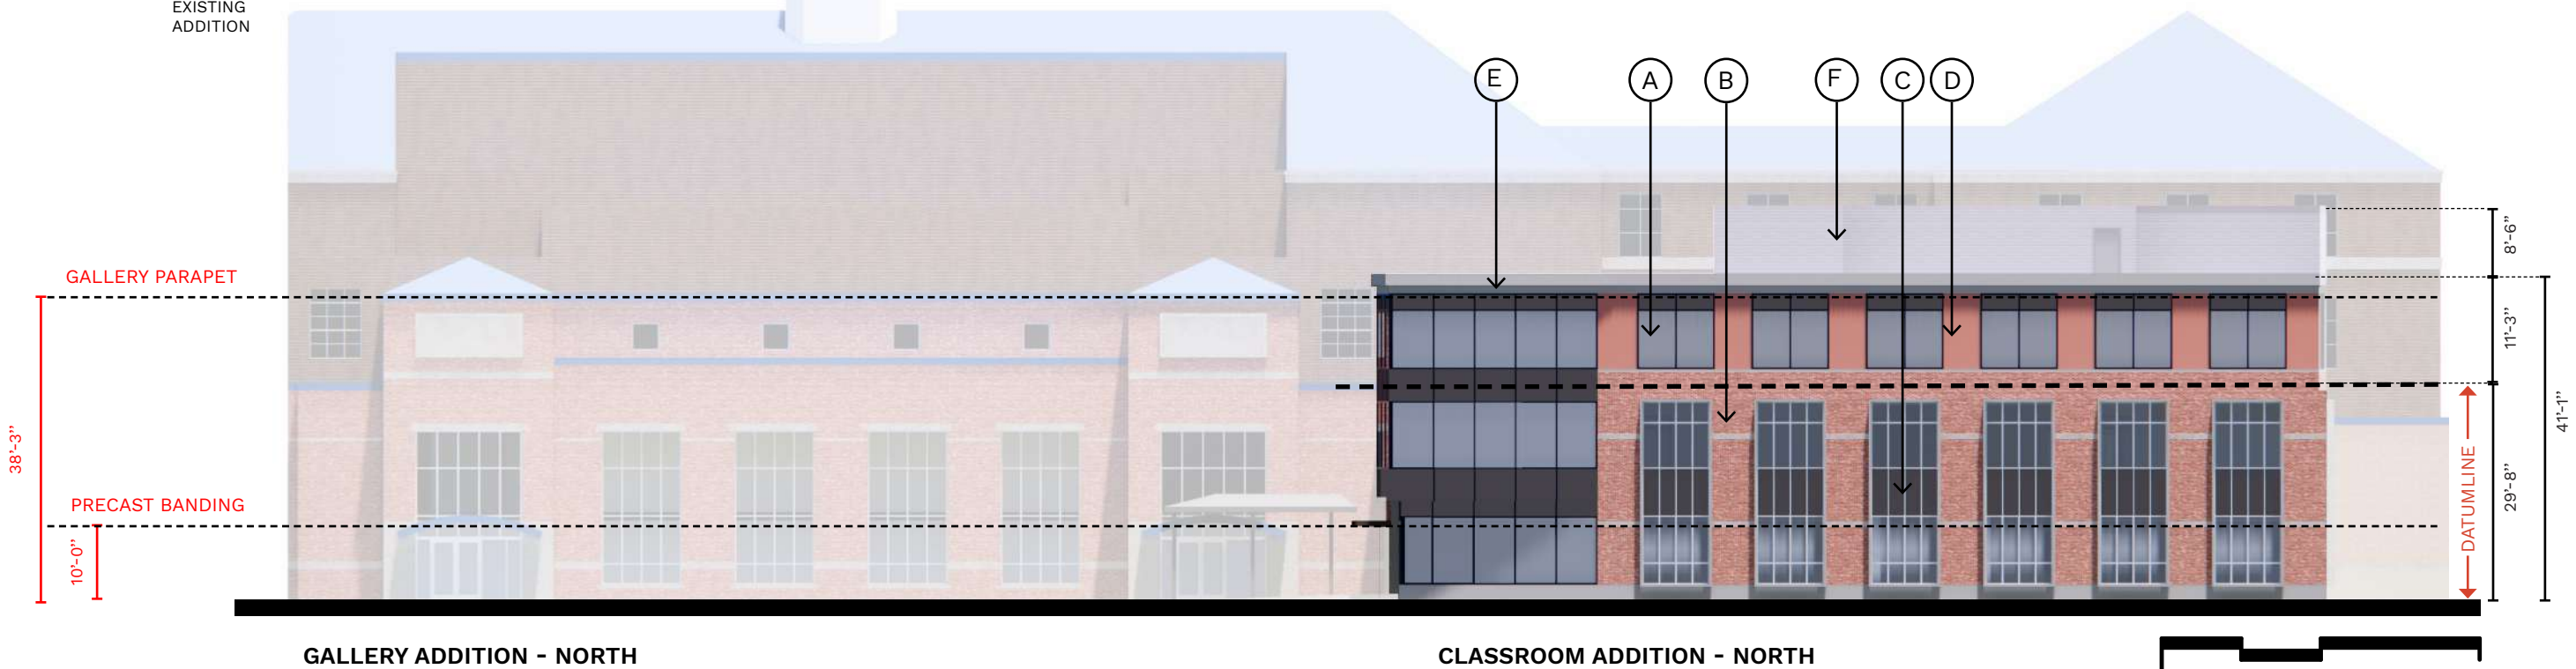 EXISTING
ADDITION
E
A
B
F
C
D
GALLERY PARAPET
PRECAST BANDING
38'-3"
10'-0"
8'-6"
11'-3"
29'-8"
41'-1"
DATUMLINE
GALLERY ADDITION - NORTH
CLASSROOM ADDITION - NORTH